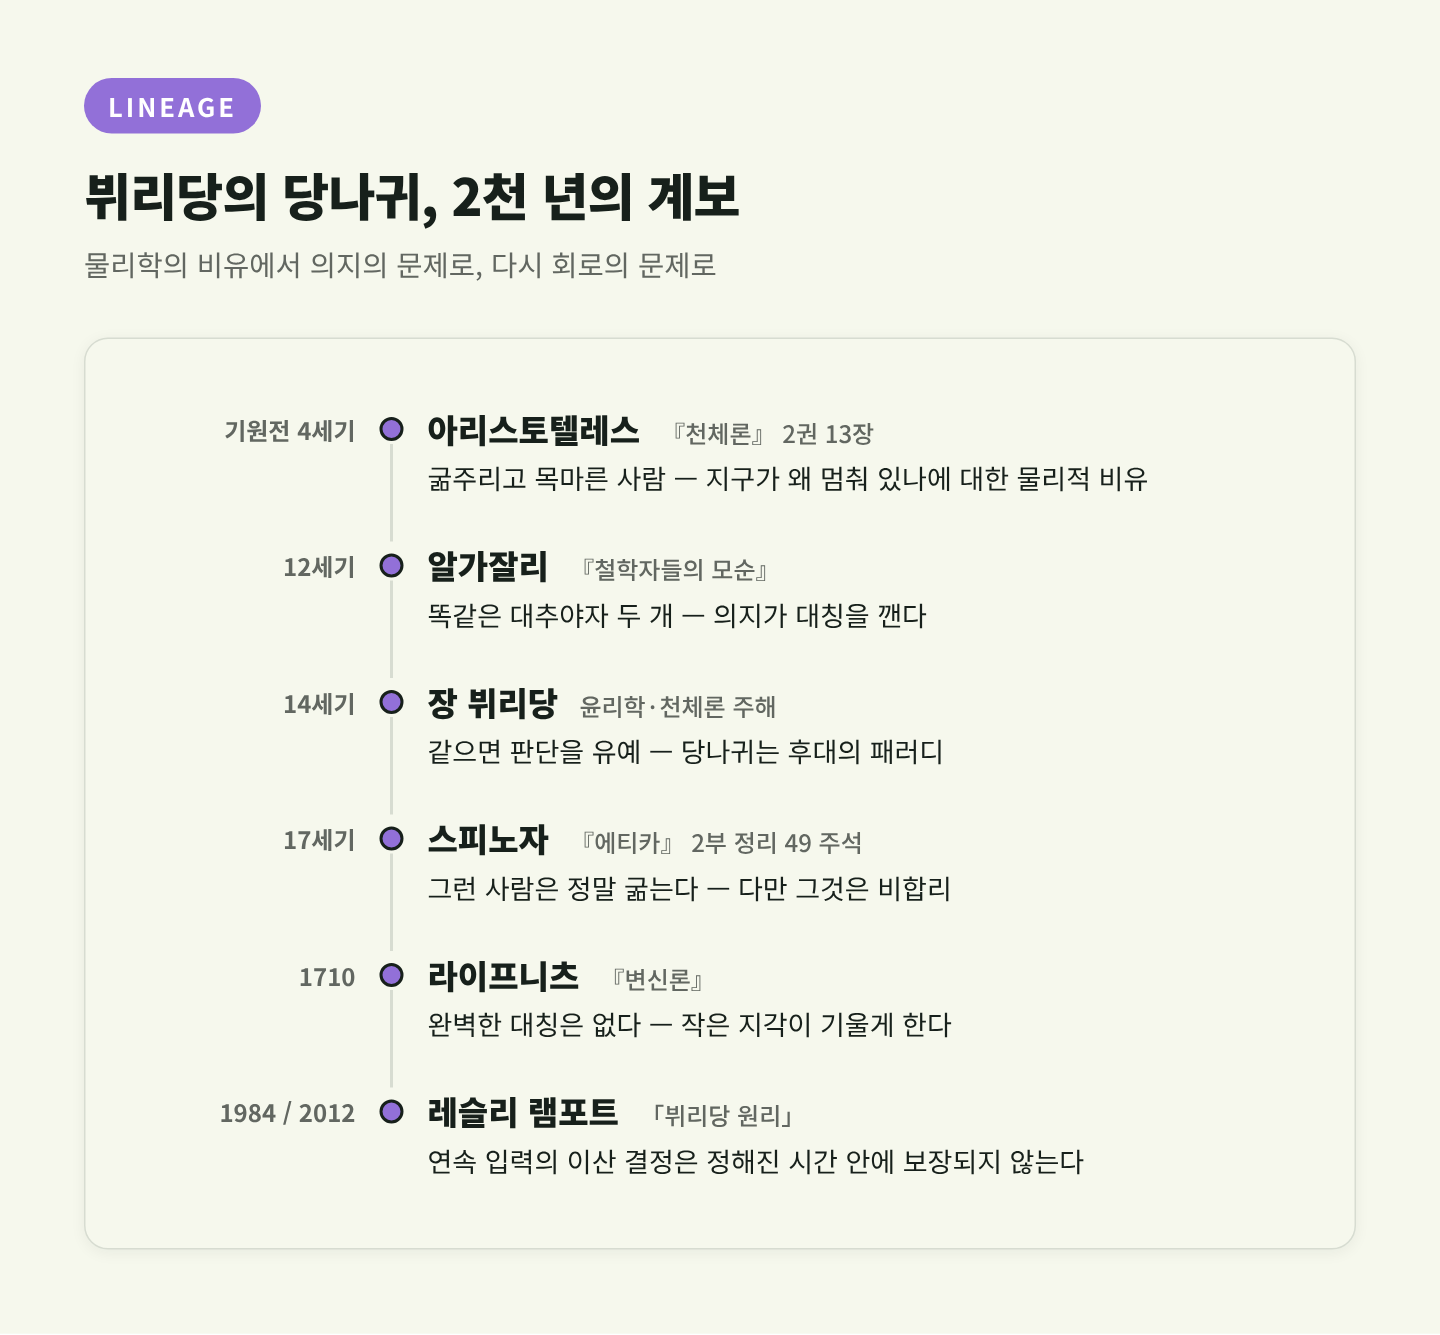 LINEAGE
뷔리당의 당나귀, 2천 년의 계보
물리학의 비유에서 의지의 문제로, 다시 회로의 문제로
기원전 4세기 아리스토텔레스 『천체론』 2권 13장
굶주리고 목마른 사람 — 지구가 왜 멈춰 있나에 대한 물리적 비유
12세기 알가잘리 『철학자들의 모순』
똑같은 대추야자 두 개 — 의지가 대칭을 깬다
14세기 장 뷔리당 윤리학·천체론 주해
같으면 판단을 유예 — 당나귀는 후대의 패러디
17세기 스피노자 『에티카』 2부 정리 49 주석
그런 사람은 정말 굶는다 — 다만 그것은 비합리
1710 라이프니츠 『변신론』
완벽한 대칭은 없다 — 작은 지각이 기울게 한다
1984 / 2012 레슬리 램포트 「뷔리당 원리」
연속 입력의 이산 결정은 정해진 시간 안에 보장되지 않는다